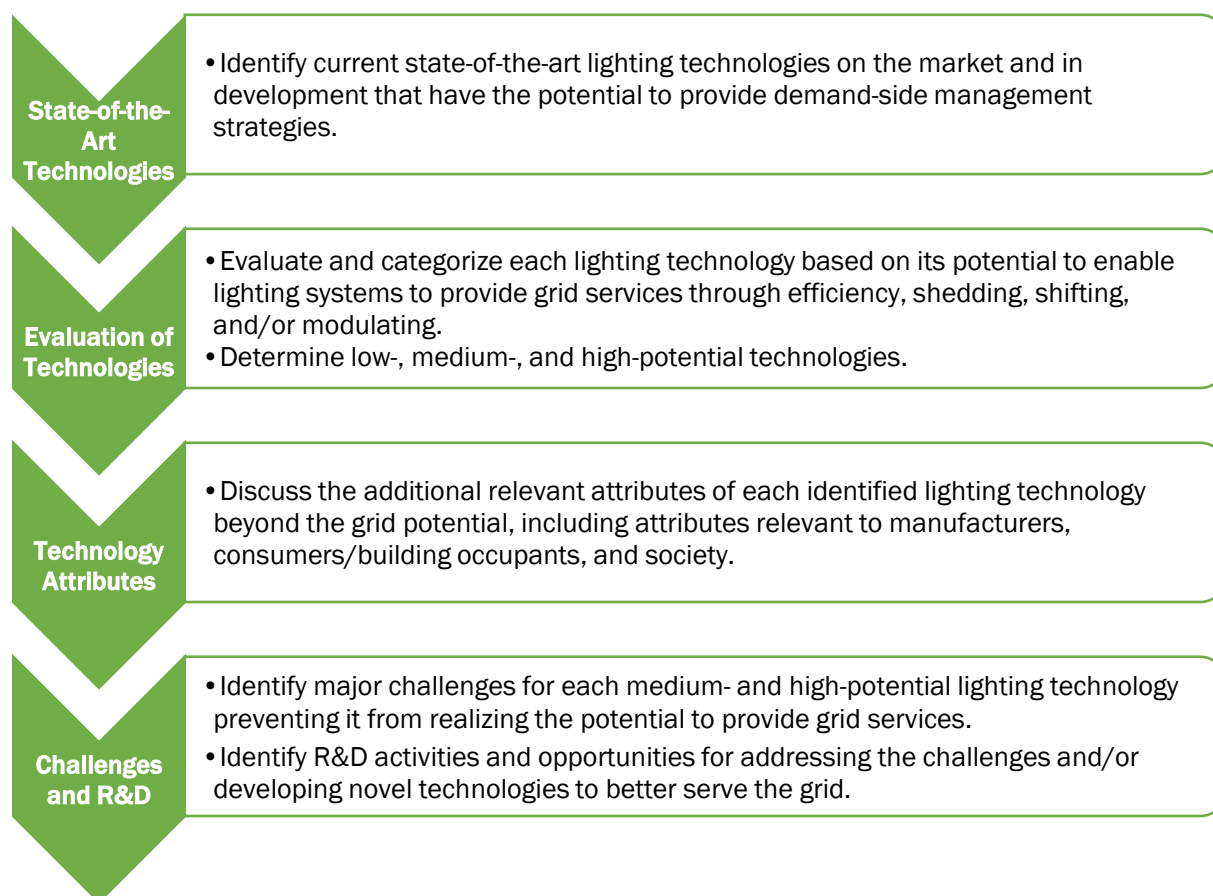 State-of-the-
Art
Technologies
•Identify current state-of-the-art lighting technologies on the market and in
development that have the potential to provide demand-side management
strategies.
Evaluation of
Technologies
•Evaluate and categorize each lighting technology based on its potential to enable
lighting systems to provide grid services through efficiency, shedding, shifting,
and/or modulating.
•Determine low-, medium-, and high-potential technologies.
Technology
Attributes
•Discuss the additional relevant attributes of each identified lighting technology
beyond the grid potential, including attributes relevant to manufacturers,
consumers/building occupants, and society.
Challenges
and R&D
•Identify major challenges for each medium- and high-potential lighting technology
preventing it from realizing the potential to provide grid services.
•Identify R&D activities and opportunities for addressing the challenges and/or
developing novel technologies to better serve the grid.